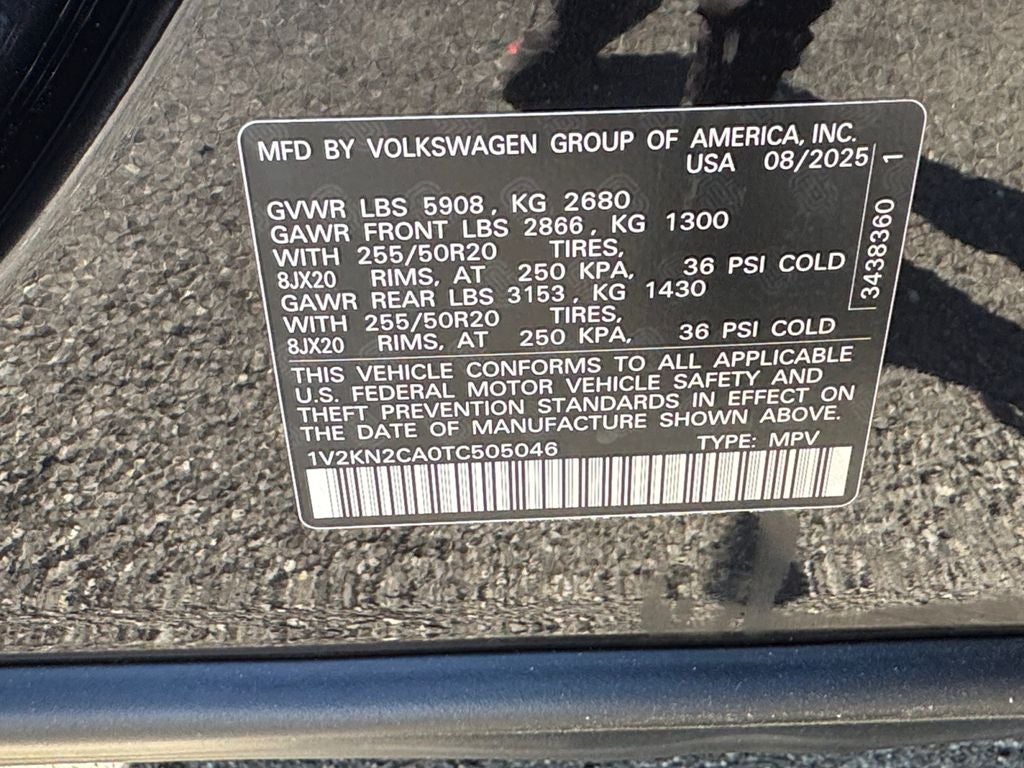 MFD BY VOLKSWAGEN GROUP OF AMERICA, INC.
USA 08/2025
GVWR LBS 5908, KG 2680
GAWR FRONT LBS 2866, KG 1300
WITH 255/50R20 TIRES,
8JX20 RIMS, AT 250 KPA, 36 PSI COLD
GAWR REAR LBS 3153, KG 1430
WITH 255/50R20 TIRES,
8JX20 RIMS, AT 250 KPA, 36 PSI COLD
3438360 1
THIS VEHICLE CONFORMS TO ALL APPLICABLE
U.S. FEDERAL MOTOR VEHICLE SAFETY AND
THEFT PREVENTION STANDARDS IN EFFECT ON
THE DATE OF MANUFACTURE SHOWN ABOVE.
1V2KN2CA0TC505046 TYPE: MPV